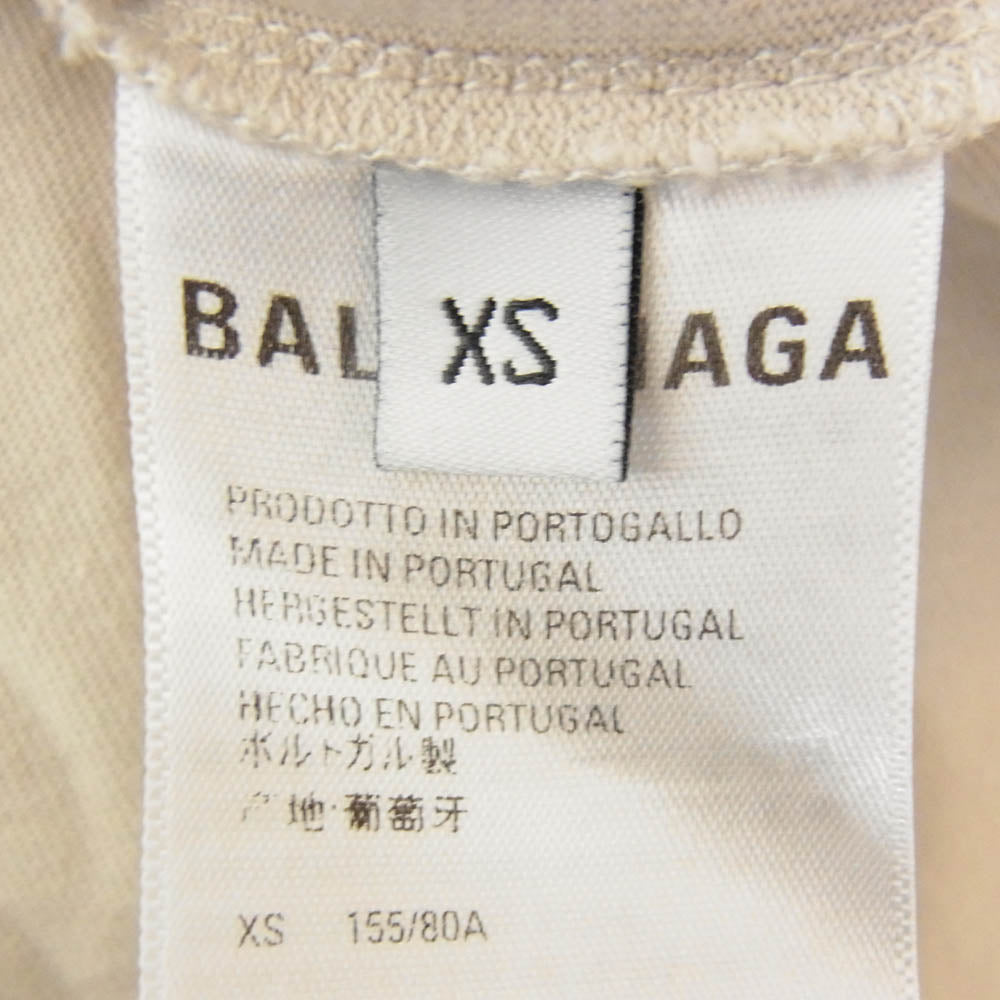 BAL XS AGA
PRODOTTO IN PORTOGALLO
MADE IN PORTUGAL
HERGESTELLT IN PORTUGAL
FABRIQUE AU PORTUGAL
HECHO EN PORTUGAL
ポルトガル製
产地·葡萄牙
XS 155/80A